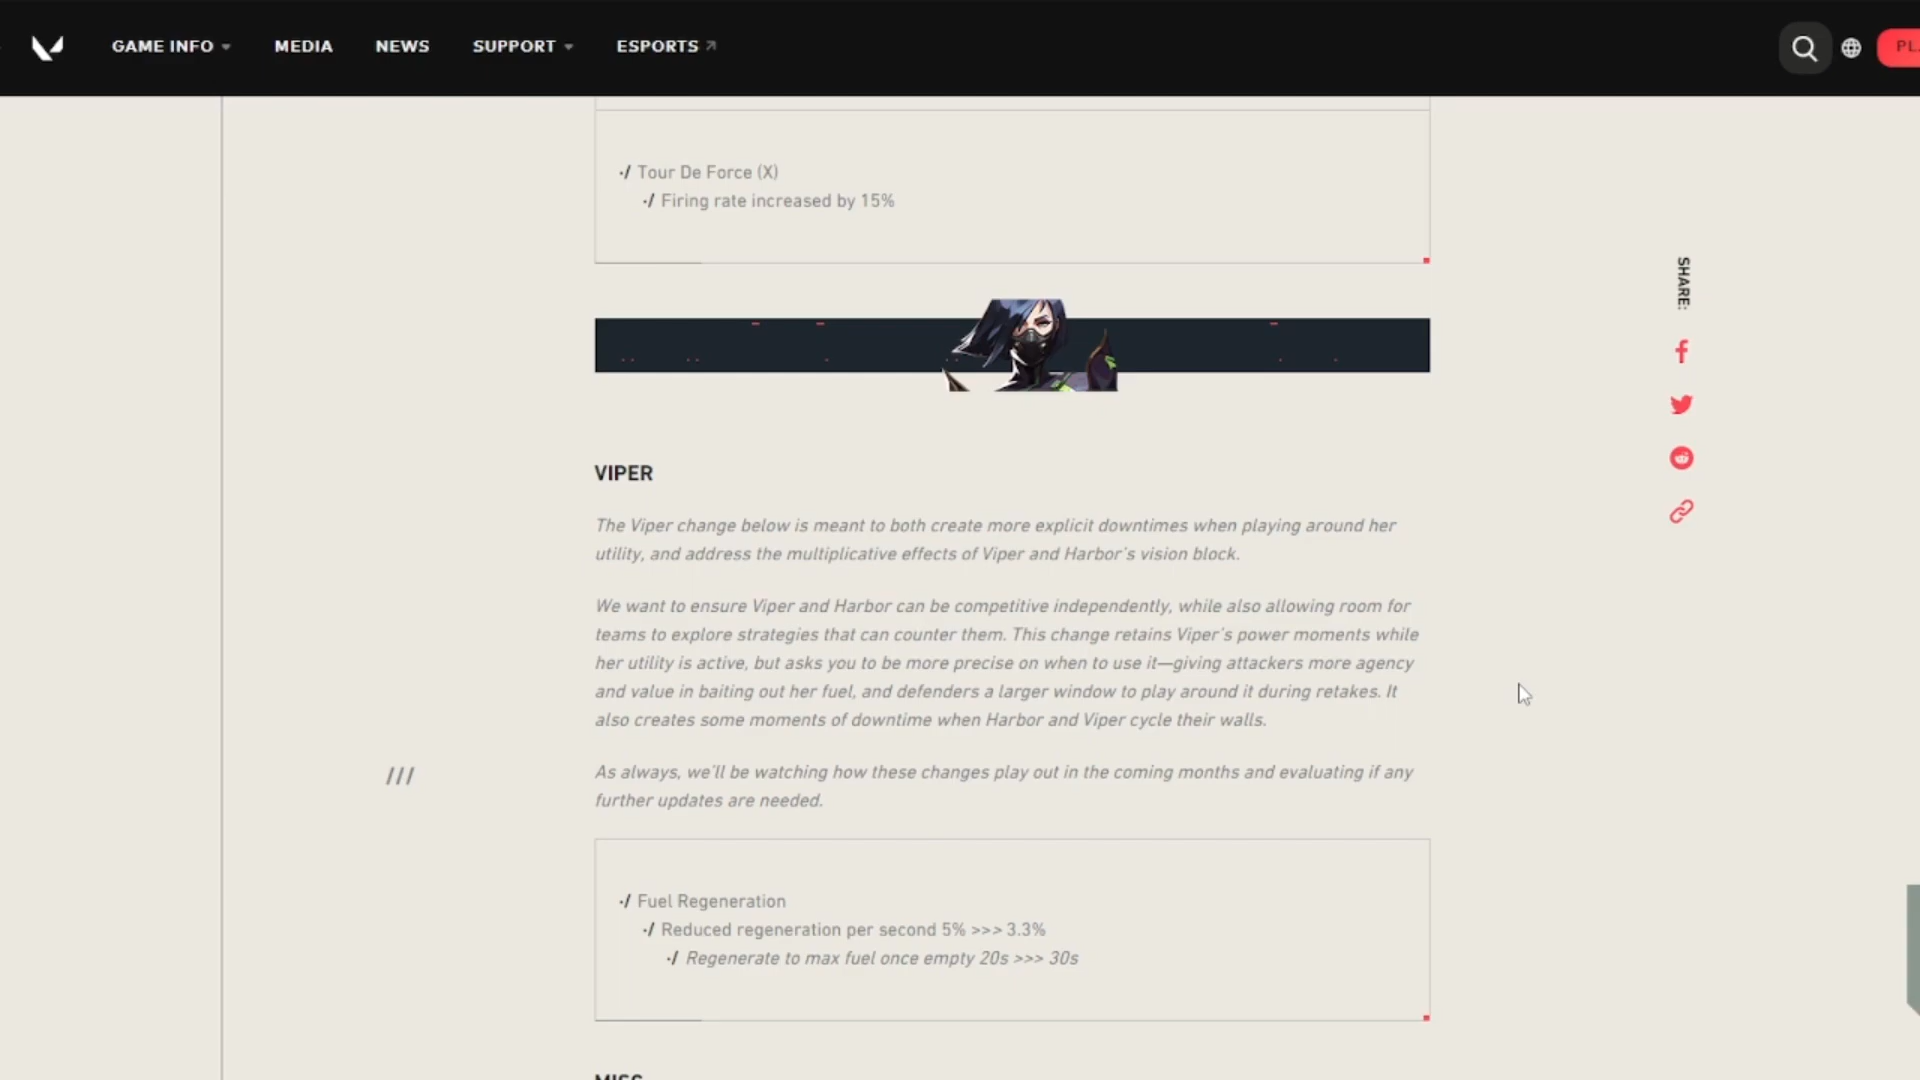 GAME INFO MEDIA NEWS SUPPORT ESPORTS
·/ Tour De Force (X)
·/ Firing rate increased by 15%
SHARE:
VIPER
The Viper change below is meant to both create more explicit downtimes when playing around her
utility, and address the multiplicative effects of Viper and Harbor's vision block.
We want to ensure Viper and Harbor can be competitive independently, while also allowing room for
teams to explore strategies that can counter them. This change retains Viper's power moments while
her utility is active, but asks you to be more precise on when to use it—giving attackers more agency
and value in baiting out her fuel, and defenders a larger window to play around it during retakes. It
also creates some moments of downtime when Harbor and Viper cycle their walls.
///
As always, we'll be watching how these changes play out in the coming months and evaluating if any
further updates are needed.
·/ Fuel Regeneration
·/ Reduced regeneration per second 5% >>> 3.3%
·/ Regenerate to max fuel once empty 20s >>> 30s